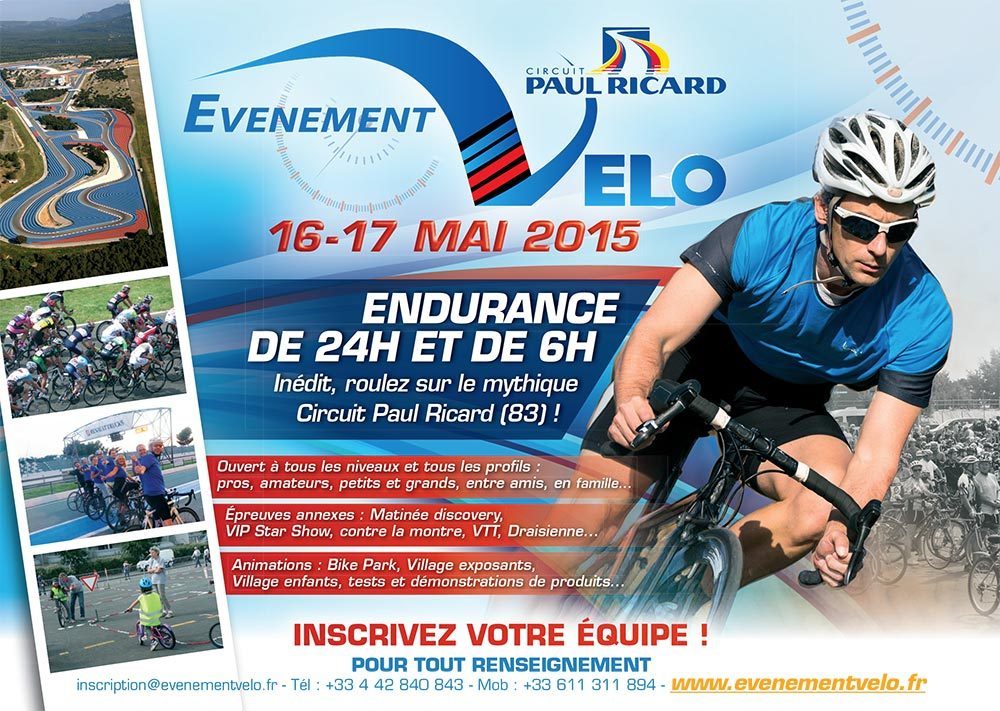 CIRCUIT
PAUL RICARD
EVENEMENT
VELO
16-17 MAI 2015
ENDURANCE
DE 24H ET DE 6H
Inédit, roulez sur le mythique
Circuit Paul Ricard (83) !
Ouvert à tous les niveaux et tous les profils :
pros, amateurs, petits et grands, entre amis, en famille...
Épreuves annexes : Matinée discovery,
VIP Star Show, contre la montre, VTT, Draisienne...
Animations : Bike Park, Village exposants,
Village enfants, tests et démonstrations de produits...
INSCRIVEZ VOTRE ÉQUIPE !
POUR TOUT RENSEIGNEMENT
inscription@evenementvelo.fr - Tél : +33 4 42 840 843 - Mob : +33 611 311 894 - www.evenementvelo.fr